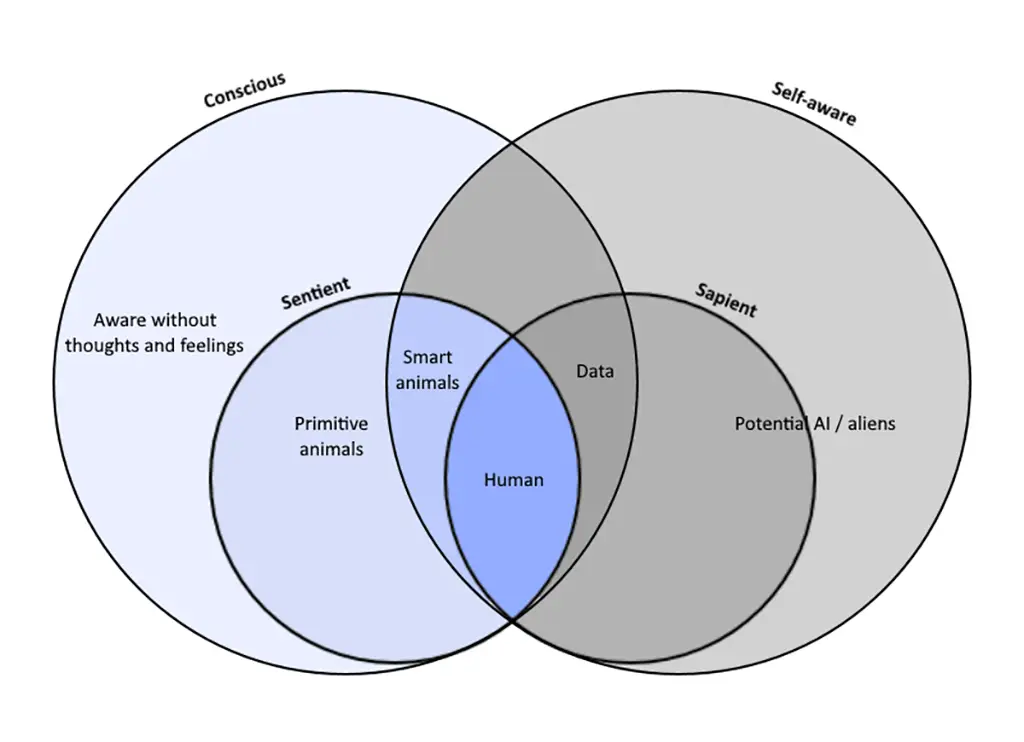 Conscious
Self-aware
Sentient
Sapient
Aware without
thoughts and feelings
Smart
animals
Data
Primitive
animals
Potential AI / aliens
Human